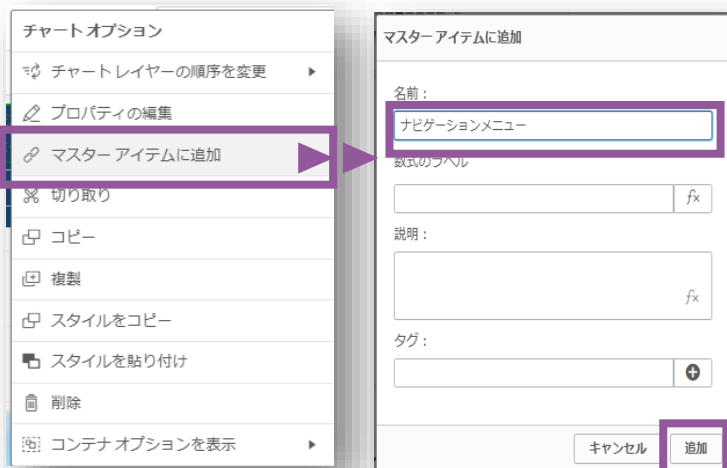 チャート オプション
チャート レイヤーの順序を変更
プロパティの編集
マスター アイテムに追加
切り取り
コピー
複製
スタイルをコピー
スタイルを貼り付け
削除
コンテナ オプションを表示
マスター アイテムに追加
名前 :
ナビゲーションメニュー
数式のラベル
fx
説明 :
fx
タグ :
キャンセル
追加